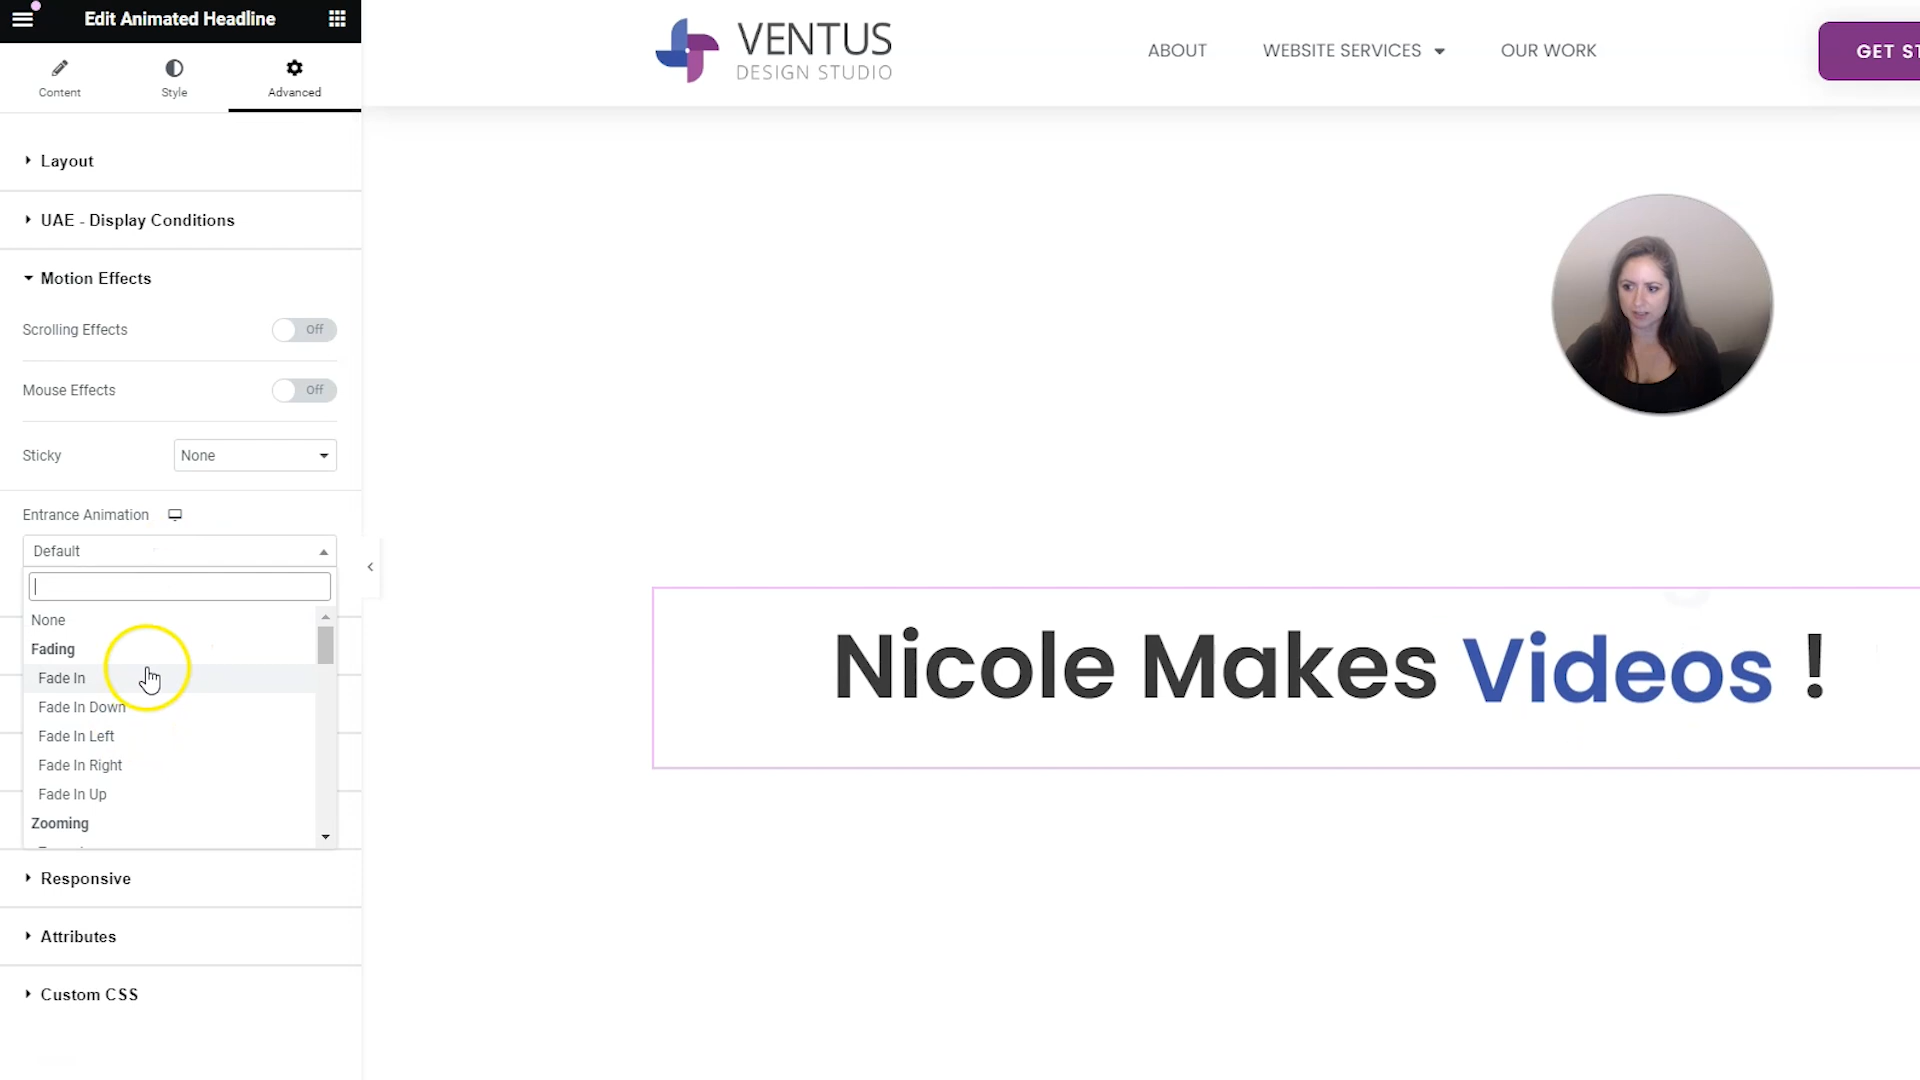 Edit Animated Headline
Content
Style
Advanced
Layout
UAE - Display Conditions
Motion Effects
Scrolling Effects
Off
Mouse Effects
Off
Sticky
None
Entrance Animation
Default
None
Fading
Fade In
Fade In Down
Fade In Left
Fade In Right
Fade In Up
Zooming
Responsive
Attributes
Custom CSS
VENTUS
DESIGN STUDIO
ABOUT
WEBSITE SERVICES
OUR WORK
GET ST
Nicole Makes Videos !